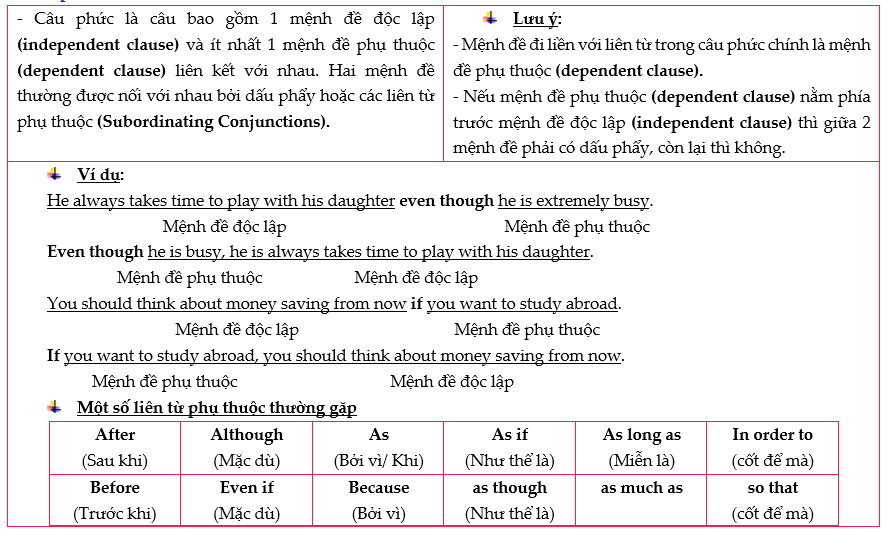 - Câu phức là câu bao gồm 1 mệnh đề độc lập
(independent clause) và ít nhất 1 mệnh đề phụ thuộc
(dependent clause) liên kết với nhau. Hai mệnh đề
thường được nối với nhau bởi dấu phẩy hoặc các liên từ
phụ thuộc (Subordinating Conjunctions).
Lưu ý:
- Mệnh đề đi liền với liên từ trong câu phức chính là mệnh
đề phụ thuộc (dependent clause).
- Nếu mệnh đề phụ thuộc (dependent clause) nằm phía
trước mệnh đề độc lập (independent clause) thì giữa 2
mệnh đề phải có dấu phẩy, còn lại thì không.
Ví dụ:
He always takes time to play with his daughter even though he is extremely busy.
Mệnh đề độc lập Mệnh đề phụ thuộc
Even though he is busy, he is always takes time to play with his daughter.
Mệnh đề phụ thuộc Mệnh đề độc lập
You should think about money saving from now if you want to study abroad.
Mệnh đề độc lập Mệnh đề phụ thuộc
If you want to study abroad, you should think about money saving from now.
Mệnh đề phụ thuộc Mệnh đề độc lập
Một số liên từ phụ thuộc thường gặp
After Although As As if As long as In order to
(Sau khi) (Mặc dù) (Bởi vì/ Khi) (Như thể là) (Miễn là) (cốt để mà)
Before Even if Because as though as much as so that
(Trước khi) (Mặc dù) (Bởi vì) (Như thể là) (cốt để mà)